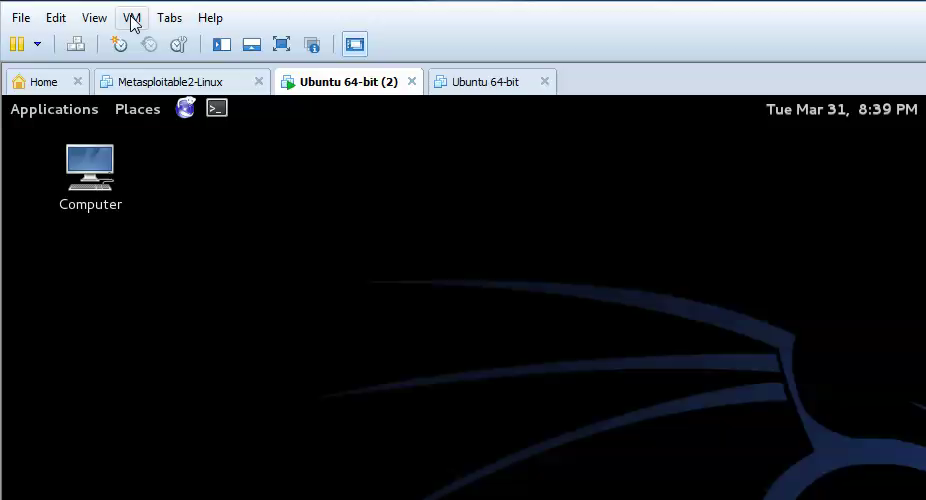 File Edit View VM Tabs Help
Home Metasploitable2-Linux Ubuntu 64-bit (2) Ubuntu 64-bit
Applications Places >_ Tue Mar 31, 8:39 PM
Computer